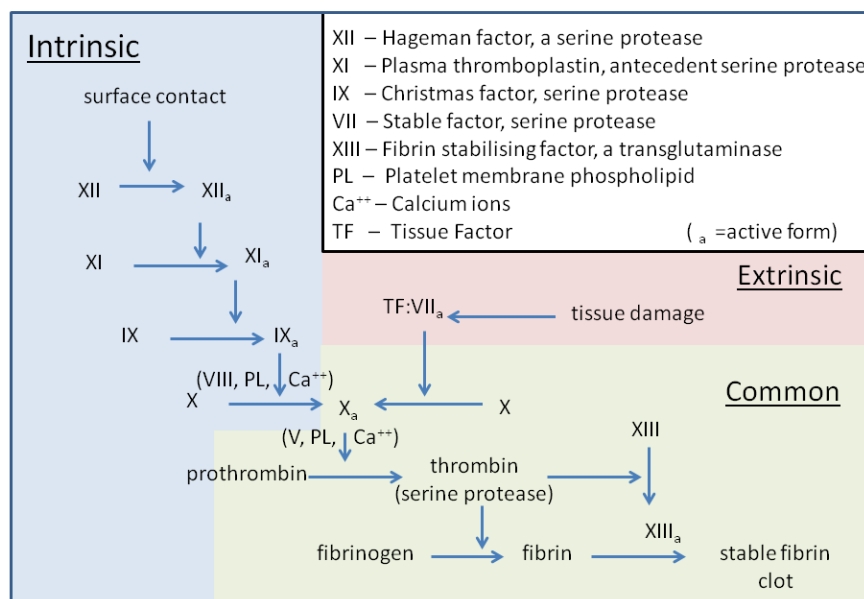 Intrinsic
surface contact
XII
XIIₐ
XI
XIₐ
IX
IXₐ
(VIII, PL, Ca⁺⁺)
X
XII – Hageman factor, a serine protease
XI – Plasma thromboplastin, antecedent serine protease
IX – Christmas factor, serine protease
VII – Stable factor, serine protease
XIII – Fibrin stabilising factor, a transglutaminase
PL – Platelet membrane phospholipid
Ca⁺⁺ – Calcium ions
TF – Tissue Factor ( ₐ =active form)
Extrinsic
TF:VIIₐ
tissue damage
Common
Xₐ
X
(V, PL, Ca⁺⁺)
XIII
prothrombin
thrombin
(serine protease)
XIIIₐ
fibrinogen
fibrin
stable fibrin
clot